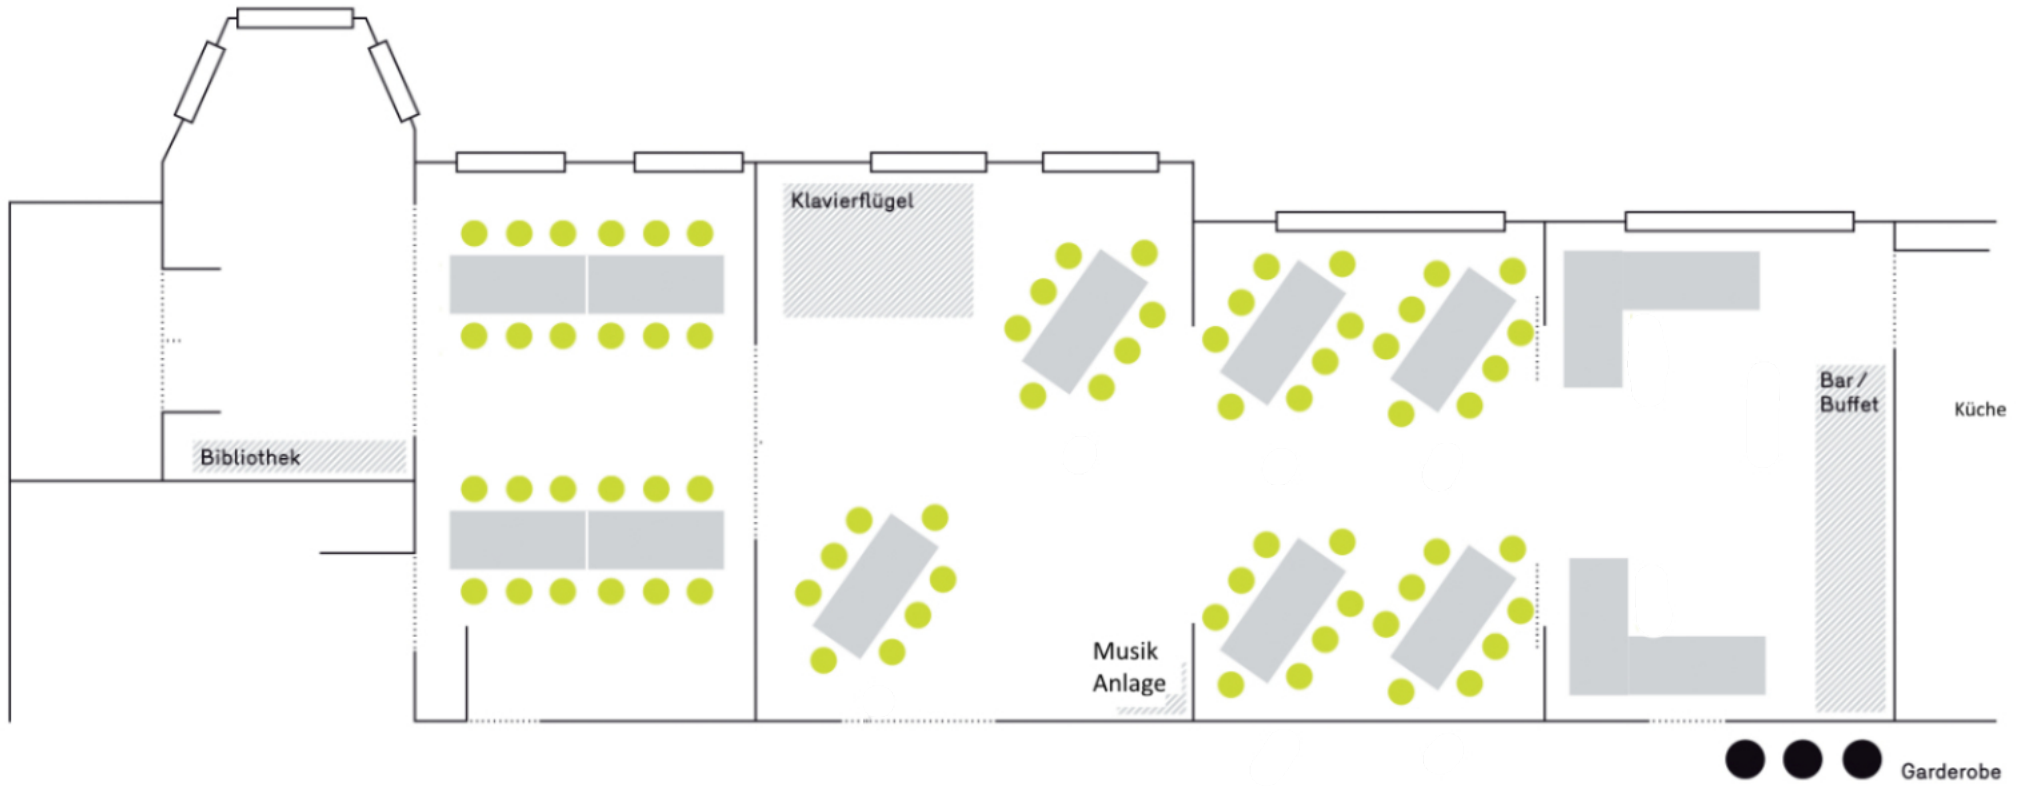 Klavierflügel
Bar /
Buffet
Küche
Bibliothek
Musik
Anlage
Garderobe